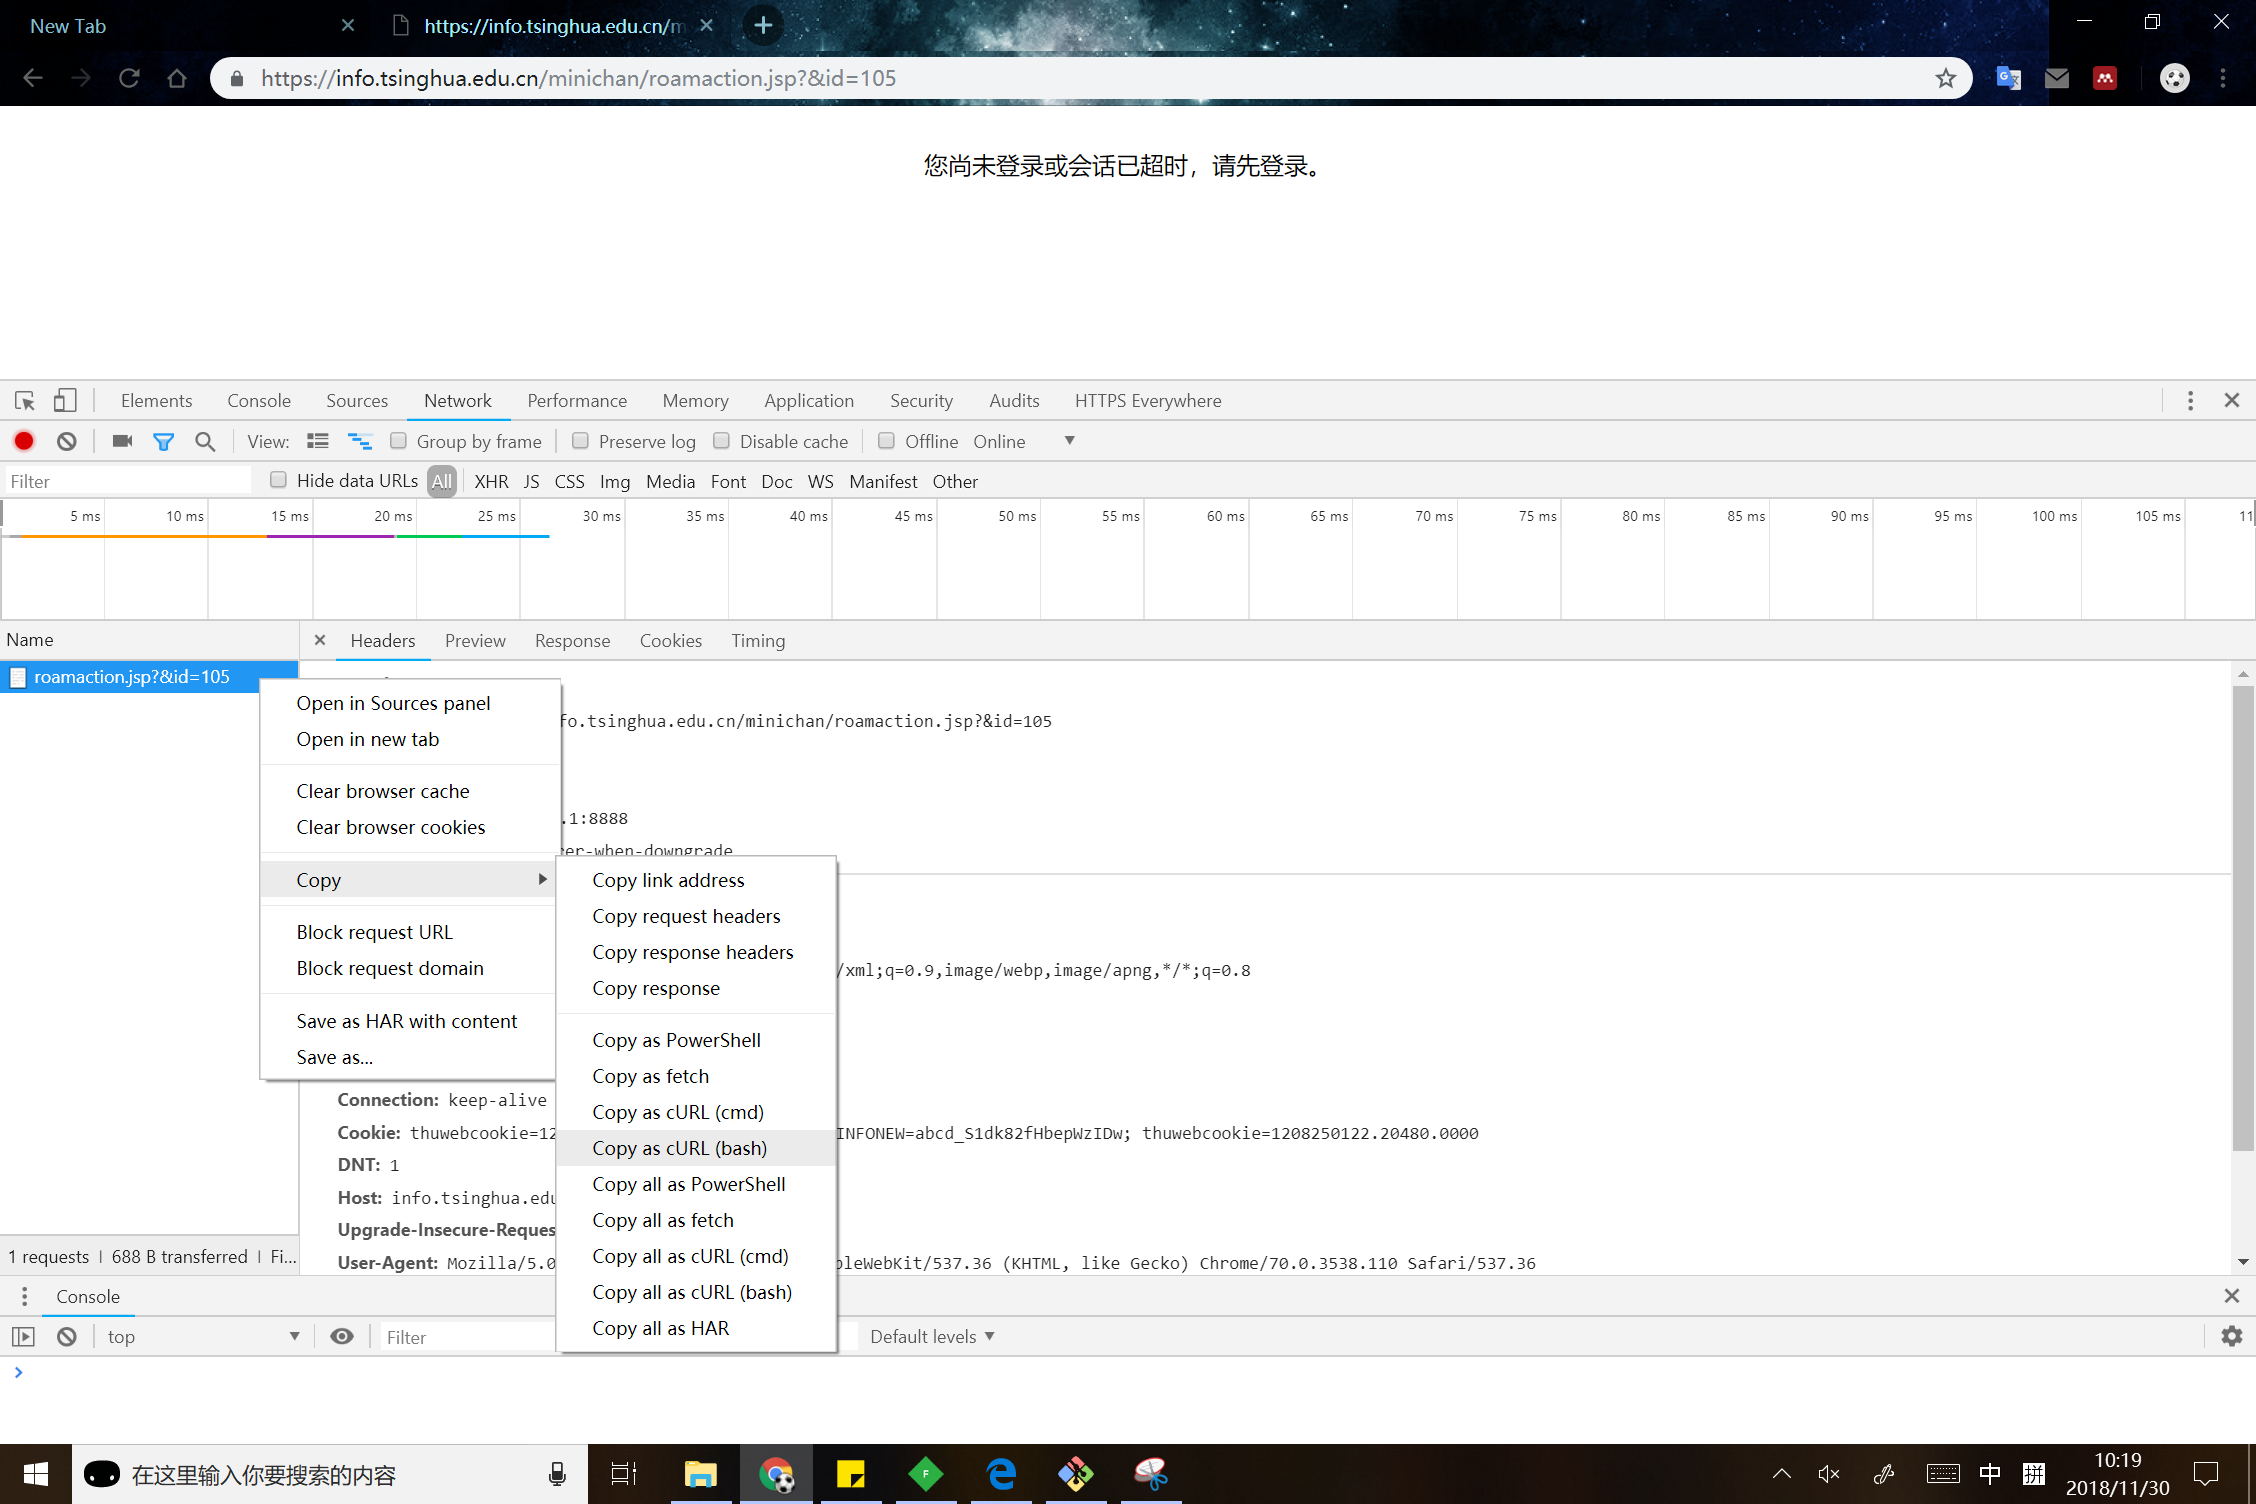 New Tab
https://info.tsinghua.edu.cn/m
https://info.tsinghua.edu.cn/minichan/roamaction.jsp?&id=105
您尚未登录或会话已超时，请先登录。
Elements Console Sources Network Performance Memory Application Security Audits HTTPS Everywhere
View: Group by frame Preserve log Disable cache Offline Online
Filter Hide data URLs All XHR JS CSS Img Media Font Doc WS Manifest Other
5 ms 10 ms 15 ms 20 ms 25 ms 30 ms 35 ms 40 ms 45 ms 50 ms 55 ms 60 ms 65 ms 70 ms 75 ms 80 ms 85 ms 90 ms 95 ms 100 ms 105 ms 11
Name
Headers Preview Response Cookies Timing
roamaction.jsp?&id=105
Open in Sources panel
fo.tsinghua.edu.cn/minichan/roamaction.jsp?&id=105
Open in new tab
Clear browser cache
.1:8888
Clear browser cookies
rer-when-downgrade
Copy
Copy link address
Copy request headers
Block request URL
Copy response headers
Block request domain
/xml;q=0.9,image/webp,image/apng,*/*;q=0.8
Copy response
Save as HAR with content
Copy as PowerShell
Save as...
Copy as fetch
Connection: keep-alive
Copy as cURL (cmd)
Cookie: thuwebcookie=12
INFONEW=abcd_S1dk82fHbepWzIDw; thuwebcookie=1208250122.20480.0000
Copy as cURL (bash)
DNT: 1
Copy all as PowerShell
Host: info.tsinghua.edu
Copy all as fetch
Upgrade-Insecure-Reques
1 requests | 688 B transferred | Fi...
Copy all as cURL (cmd)
User-Agent: Mozilla/5.0
pleWebKit/537.36 (KHTML, like Gecko) Chrome/70.0.3538.110 Safari/537.36
Copy all as cURL (bash)
Console
Copy all as HAR
top Filter Default levels
在这里输入你要搜索的内容
中 拼
10:19
2018/11/30